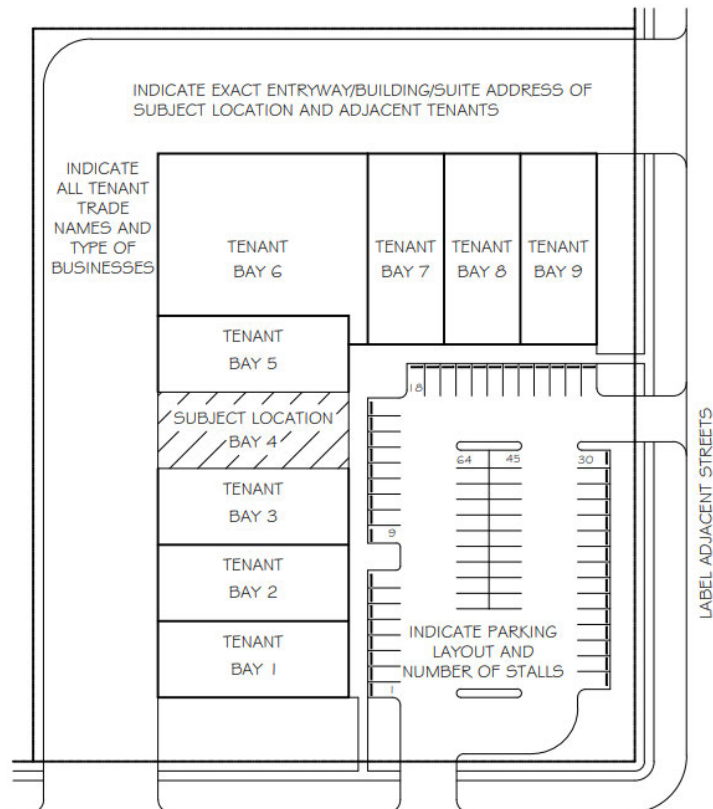 INDICATE EXACT ENTRYWAY/BUILDING/SUITE ADDRESS OF
SUBJECT LOCATION AND ADJACENT TENANTS
INDICATE
ALL TENANT
TRADE
NAMES AND
TYPE OF
BUSINESSES
TENANT
BAY 6
TENANT
BAY 7
TENANT
BAY 8
TENANT
BAY 9
TENANT
BAY 5
SUBJECT LOCATION
BAY 4
TENANT
BAY 3
TENANT
BAY 2
TENANT
BAY 1
18
64
45
30
9
1
INDICATE PARKING
LAYOUT AND
NUMBER OF STALLS
LABEL ADJACENT STREETS